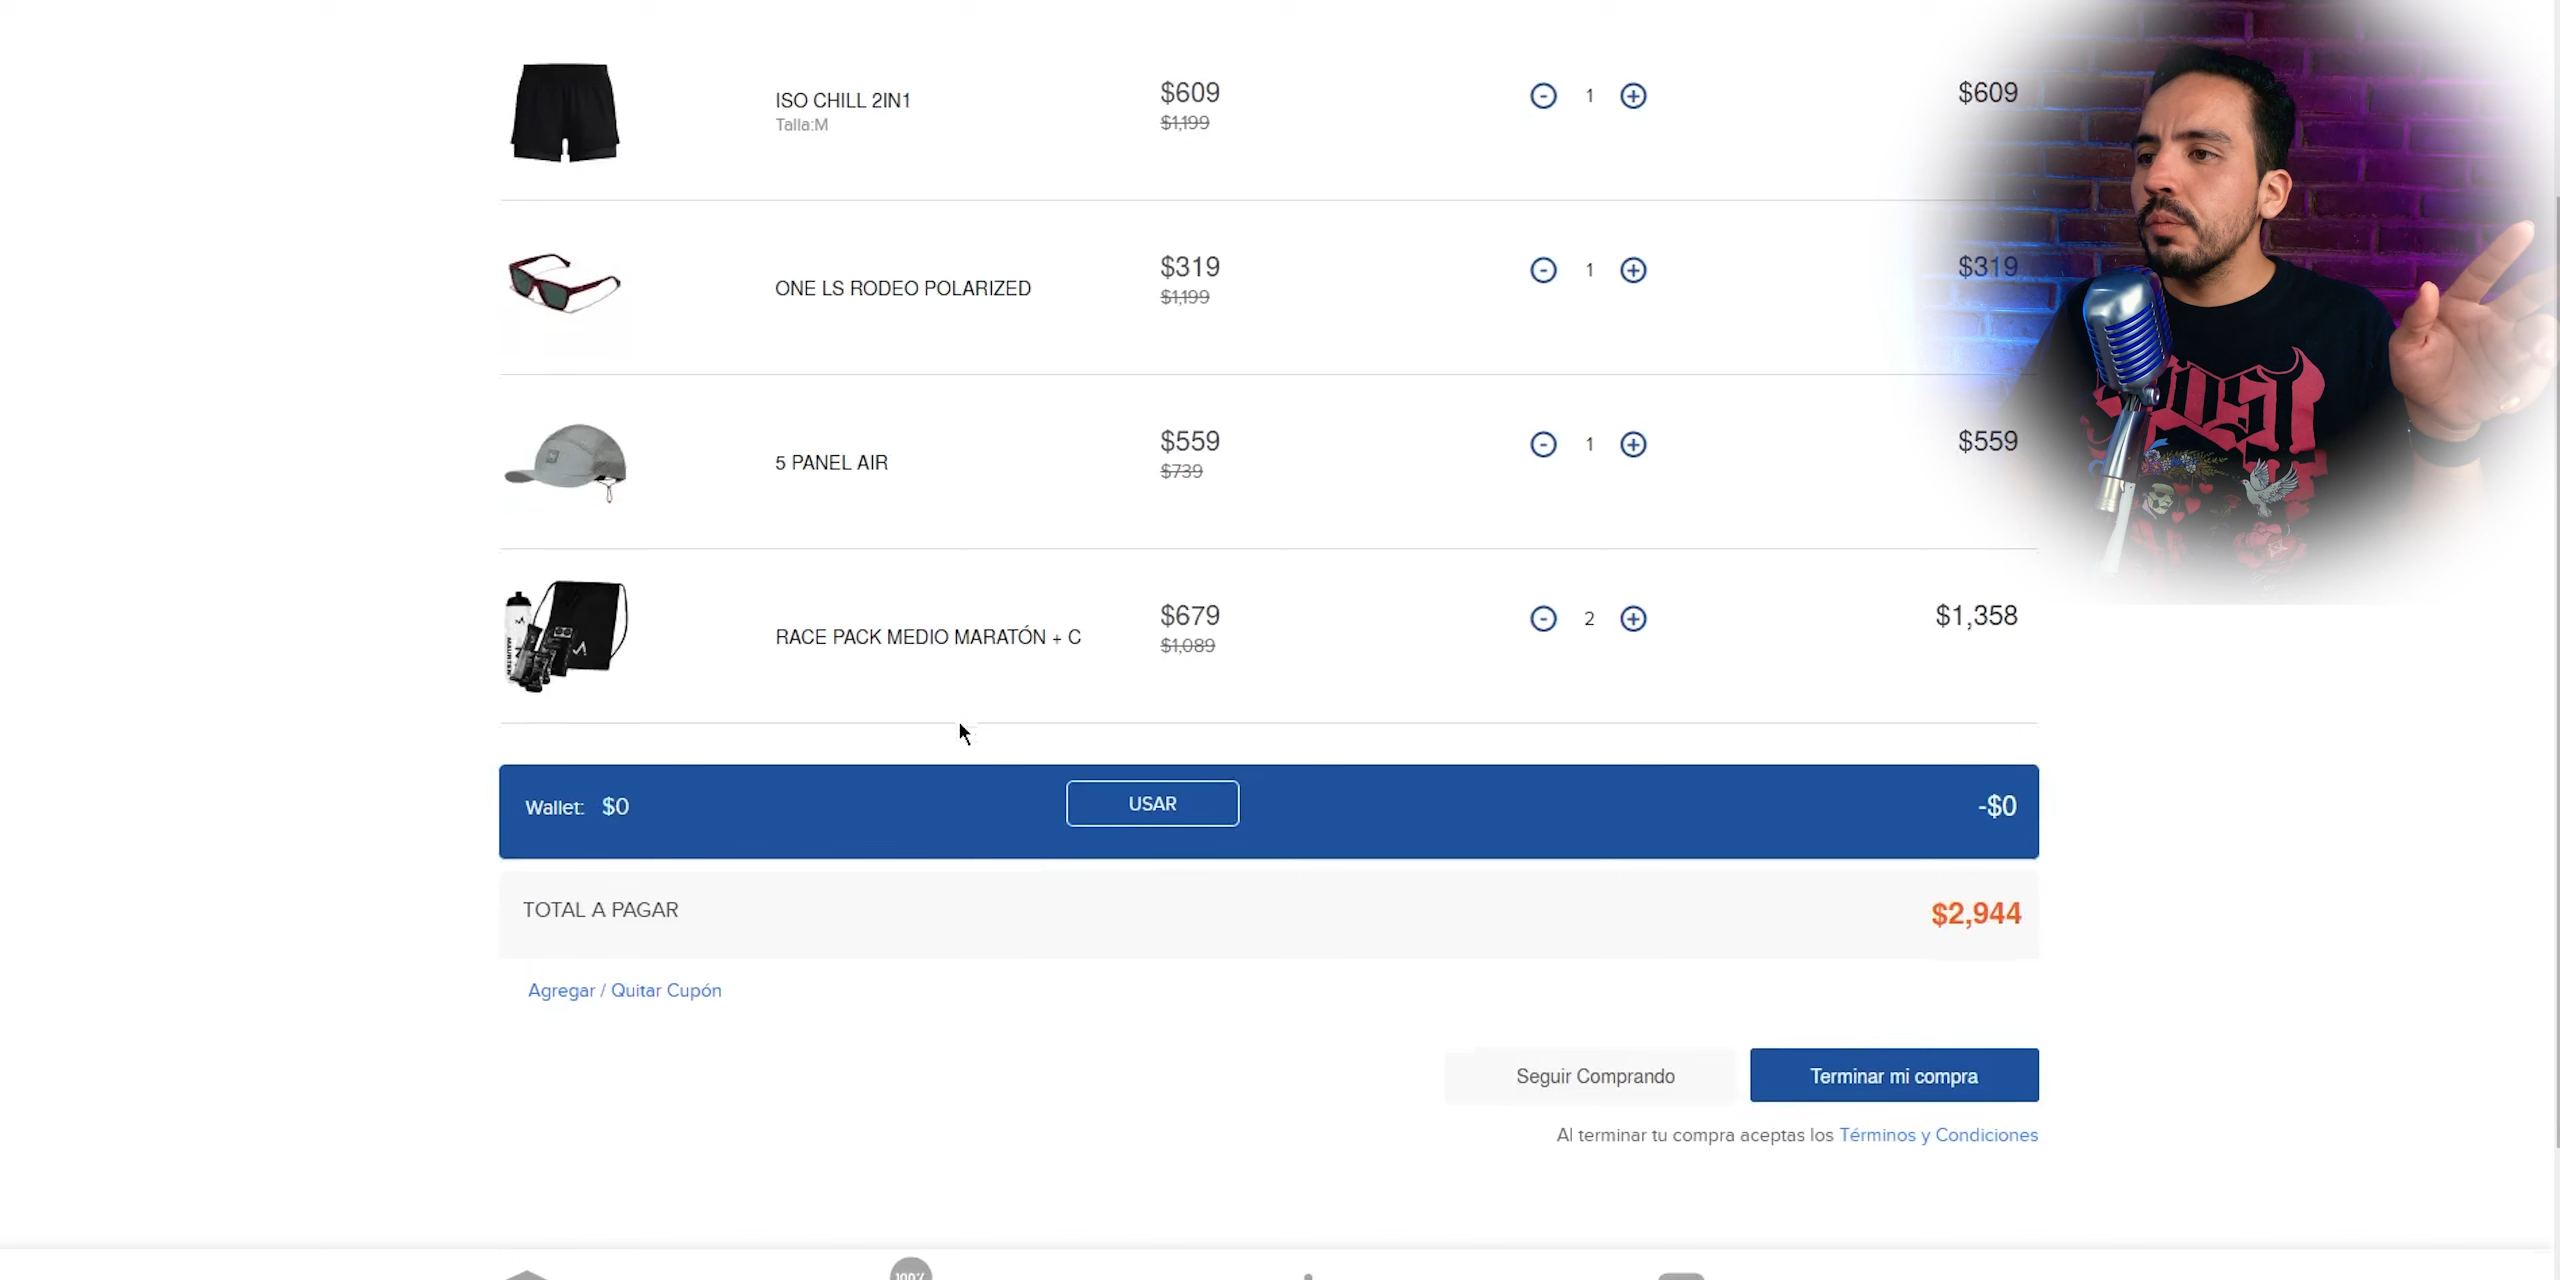 ISO CHILL 2IN1
Talla:M
$609
$1,199
1
$609
ONE LS RODEO POLARIZED
$319
$1,199
1
$319
5 PANEL AIR
$559
$739
1
$559
RACE PACK MEDIO MARATÓN + C
$679
$1,089
2
$1,358
Wallet: $0
USAR
-$0
TOTAL A PAGAR
$2,944
Agregar / Quitar Cupón
Seguir Comprando
Terminar mi compra
Al terminar tu compra aceptas los Términos y Condiciones
100%